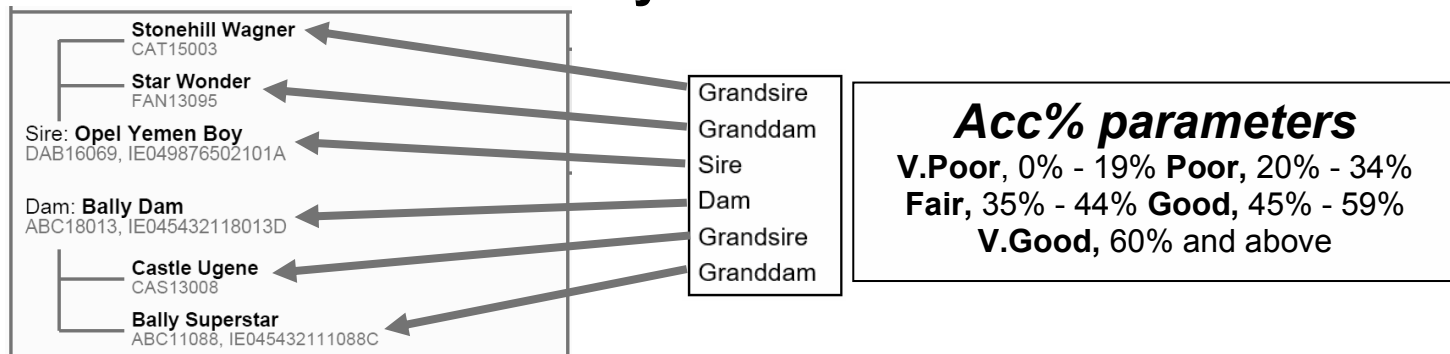 Stonehill Wagner
CAT15003
Star Wonder
FAN13095
Sire: Opel Yemen Boy
DAB16069, IE049876502101A
Dam: Bally Dam
ABC18013, IE045432118013D
Castle Ugene
CAS13008
Bally Superstar
ABC11088, IE045432111088C
Grandsire
Granddam
Sire
Dam
Grandsire
Granddam
Acc% parameters
V.Poor, 0% - 19% Poor, 20% - 34%
Fair, 35% - 44% Good, 45% - 59%
V.Good, 60% and above